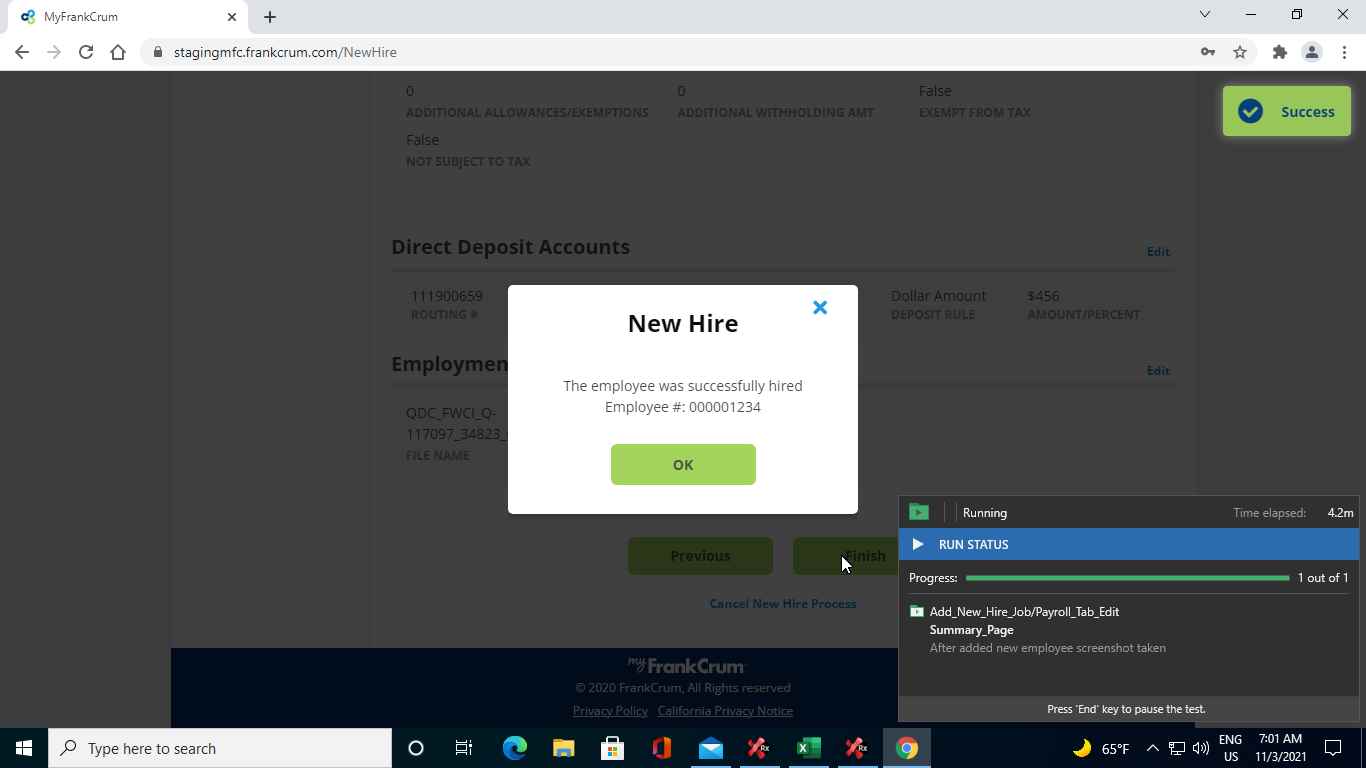 MyFrankCrum
stagingmfc.frankcrum.com/NewHire
0
0
False
ADDITIONAL ALLOWANCES/EXEMPTIONS
ADDITIONAL WITHHOLDING AMT
EXEMPT FROM TAX
False
NOT SUBJECT TO TAX
Success
Direct Deposit Accounts
Edit
111900659
Dollar Amount
$456
ROUTING #
DEPOSIT RULE
AMOUNT/PERCENT
New Hire
The employee was successfully hired
Employee #: 000001234
OK
Edit
QDC_FWCI_Q-
117097_34823_
FILE NAME
Previous
Finish
Cancel New Hire Process
Running
Time elapsed:
4.2m
RUN STATUS
Progress:
1 out of 1
Add_New_Hire_Job/Payroll_Tab_Edit
Summary_Page
After added new employee screenshot taken
Press 'End' key to pause the test.
my FrankCrum
© 2020 FrankCrum, All Rights reserved
Privacy Policy California Privacy Notice
Type here to search
65°F
ENG
US
7:01 AM
11/3/2021